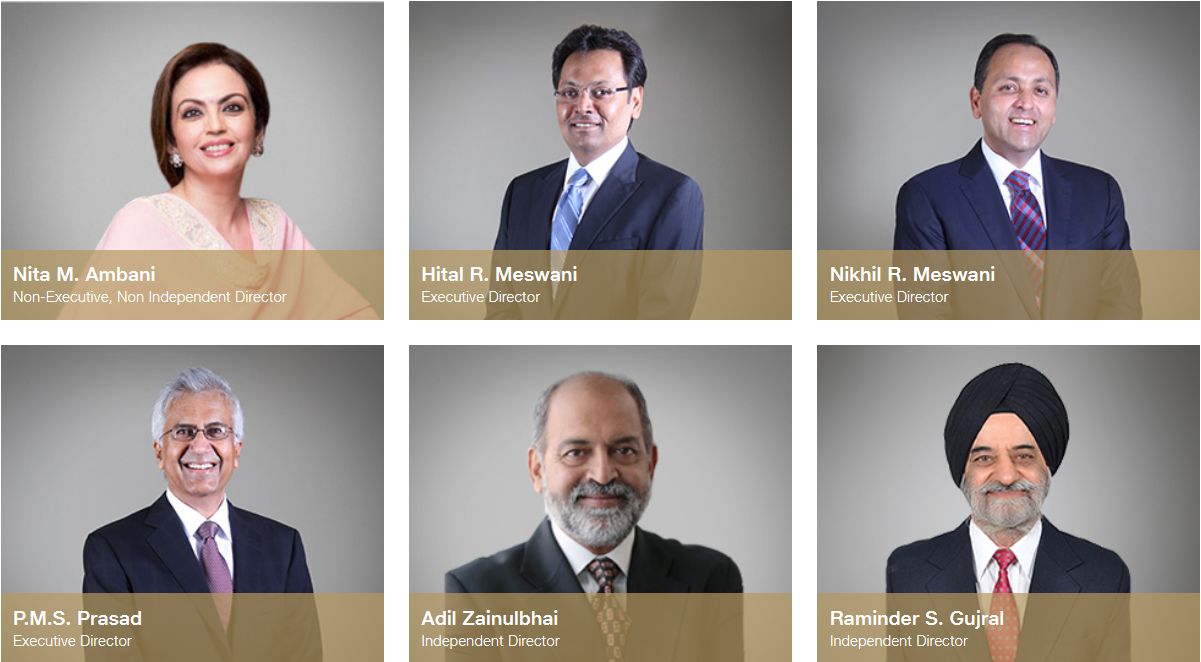 Nita M. Ambani
Non-Executive, Non Independent Director
Hital R. Meswani
Executive Director
Nikhil R. Meswani
Executive Director
P.M.S. Prasad
Executive Director
Adil Zainulbhai
Independent Director
Raminder S. Gujral
Independent Director